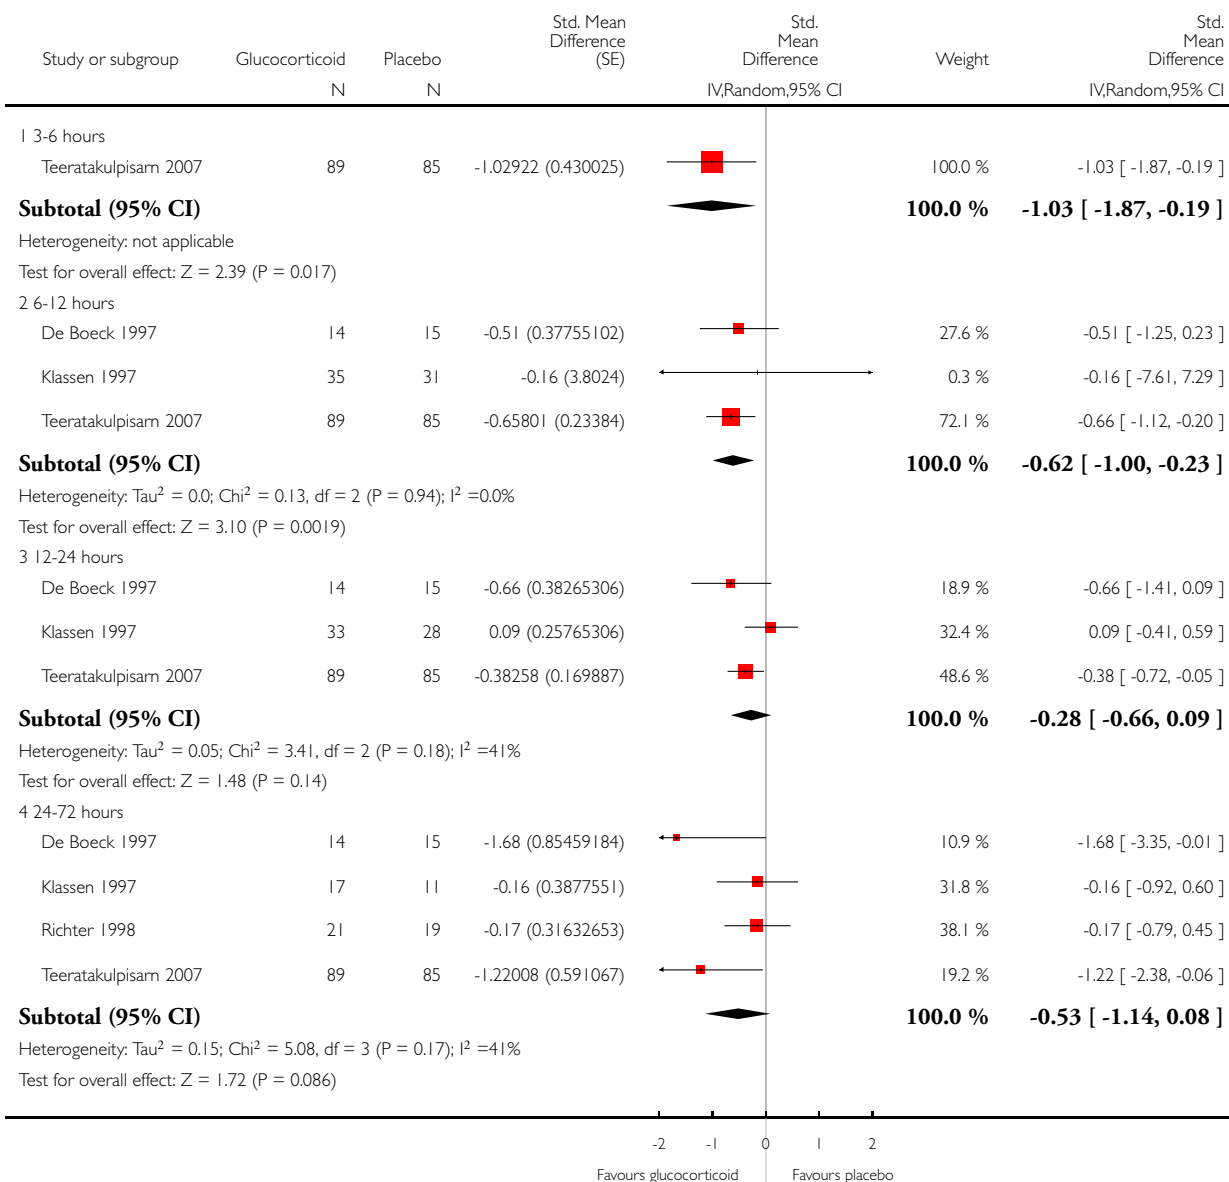 Study or subgroup Glucocorticoid Placebo Std. Mean Difference (SE) Std. Mean Difference Weight Std. Mean Difference
N N IV,Random,95% CI IV,Random,95% CI
1 3-6 hours
Teeratakulpisarn 2007 89 85 -1.02922 (0.430025) 100.0 % -1.03 [ -1.87, -0.19 ]
Subtotal (95% CI) 100.0 % -1.03 [ -1.87, -0.19 ]
Heterogeneity: not applicable
Test for overall effect: Z = 2.39 (P = 0.017)
2 6-12 hours
De Boeck 1997 14 15 -0.51 (0.37755102) 27.6 % -0.51 [ -1.25, 0.23 ]
Klassen 1997 35 31 -0.16 (3.8024) 0.3 % -0.16 [ -7.61, 7.29 ]
Teeratakulpisarn 2007 89 85 -0.65801 (0.23384) 72.1 % -0.66 [ -1.12, -0.20 ]
Subtotal (95% CI) 100.0 % -0.62 [ -1.00, -0.23 ]
Heterogeneity: Tau² = 0.0; Chi² = 0.13, df = 2 (P = 0.94); I² =0.0%
Test for overall effect: Z = 3.10 (P = 0.0019)
3 12-24 hours
De Boeck 1997 14 15 -0.66 (0.38265306) 18.9 % -0.66 [ -1.41, 0.09 ]
Klassen 1997 33 28 0.09 (0.25765306) 32.4 % 0.09 [ -0.41, 0.59 ]
Teeratakulpisarn 2007 89 85 -0.38258 (0.169887) 48.6 % -0.38 [ -0.72, -0.05 ]
Subtotal (95% CI) 100.0 % -0.28 [ -0.66, 0.09 ]
Heterogeneity: Tau² = 0.05; Chi² = 3.41, df = 2 (P = 0.18); I² =41%
Test for overall effect: Z = 1.48 (P = 0.14)
4 24-72 hours
De Boeck 1997 14 15 -1.68 (0.85459184) 10.9 % -1.68 [ -3.35, -0.01 ]
Klassen 1997 17 11 -0.16 (0.3877551) 31.8 % -0.16 [ -0.92, 0.60 ]
Richter 1998 21 19 -0.17 (0.31632653) 38.1 % -0.17 [ -0.79, 0.45 ]
Teeratakulpisarn 2007 89 85 -1.22008 (0.591067) 19.2 % -1.22 [ -2.38, -0.06 ]
Subtotal (95% CI) 100.0 % -0.53 [ -1.14, 0.08 ]
Heterogeneity: Tau² = 0.15; Chi² = 5.08, df = 3 (P = 0.17); I² =41%
Test for overall effect: Z = 1.72 (P = 0.086)
-2 -1 0 1 2
Favours glucocorticoid Favours placebo